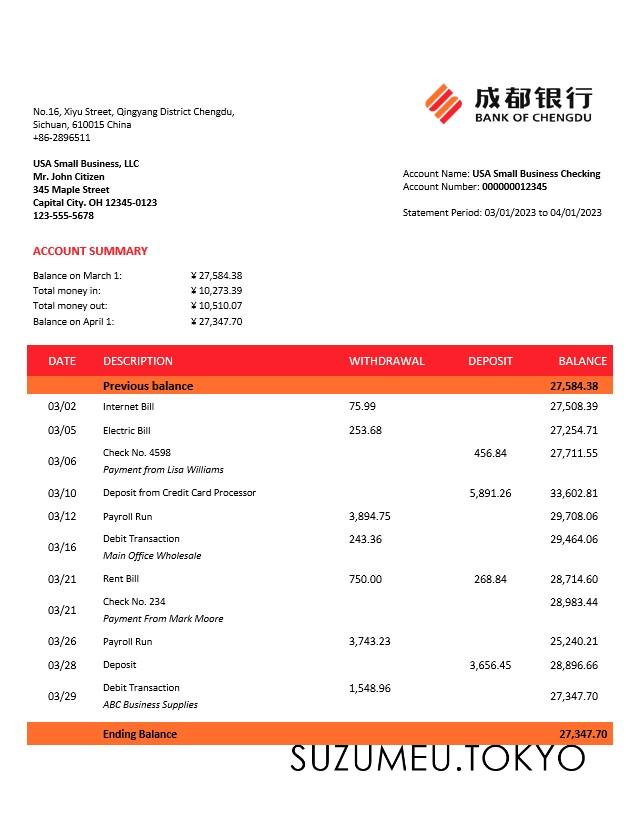 成都银行
BANK OF CHENGDU
No.16, Xiyu Street, Qingyang District Chengdu,
Sichuan, 610015 China
+86-2896511
USA Small Business, LLC
Mr. John Citizen
345 Maple Street
Capital City. OH 12345-0123
123-555-5678
Account Name: USA Small Business Checking
Account Number: 000000012345
Statement Period: 03/01/2023 to 04/01/2023
ACCOUNT SUMMARY
Balance on March 1: ¥ 27,584.38
Total money in: ¥ 10,273.39
Total money out: ¥ 10,510.07
Balance on April 1: ¥ 27,347.70
DATE DESCRIPTION WITHDRAWAL DEPOSIT BALANCE
Previous balance 27,584.38
03/02 Internet Bill 75.99 27,508.39
03/05 Electric Bill 253.68 27,254.71
03/06 Check No. 4598 456.84 27,711.55
Payment from Lisa Williams
03/10 Deposit from Credit Card Processor 5,891.26 33,602.81
03/12 Payroll Run 3,894.75 29,708.06
03/16 Debit Transaction 243.36 29,464.06
Main Office Wholesale
03/21 Rent Bill 750.00 268.84 28,714.60
03/21 Check No. 234 28,983.44
Payment From Mark Moore
03/26 Payroll Run 3,743.23 25,240.21
03/28 Deposit 3,656.45 28,896.66
03/29 Debit Transaction 1,548.96 27,347.70
ABC Business Supplies
Ending Balance 27,347.70
SUZUMEU.TOKYO